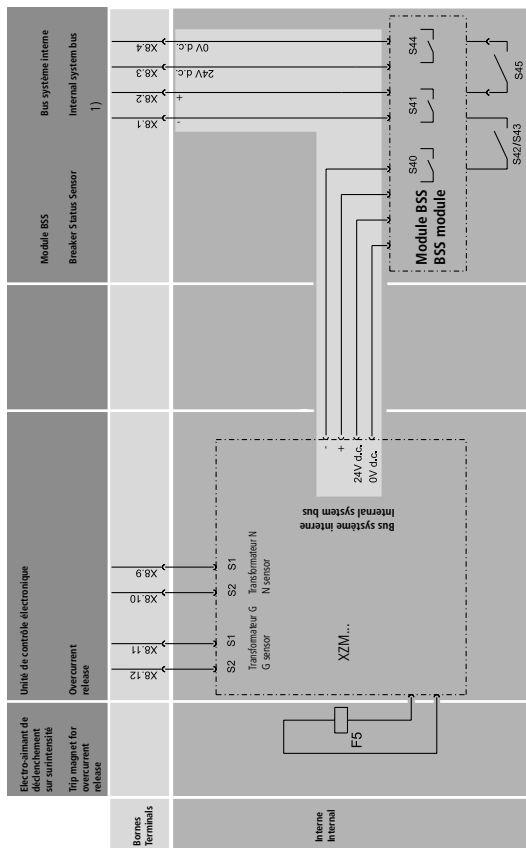 Electro-aimant de
déclenchement
sur surintensité
Trip magnet for
overcurrent
release
Unité de contrôle électronique
Overcurrent
release
Module BSS
Breaker Status Sensor
Bus système interne
Internal system bus
1)
Bornes
Terminals
X8.12
X8.11
X8.10
X8.9
X8.1
X8.2
X8.3
X8.4
-
+
24V d.c.
0V d.c.
Interne
Internal
S2
S1
S2
S1
Transformateur G
G sensor
Transformateur N
N sensor
XZM...
F5
Bus système interne
Internal system bus
-
+
24V d.c.
0V d.c.
S40
S41
S44
Module BSS
BSS module
S42/S43
S45